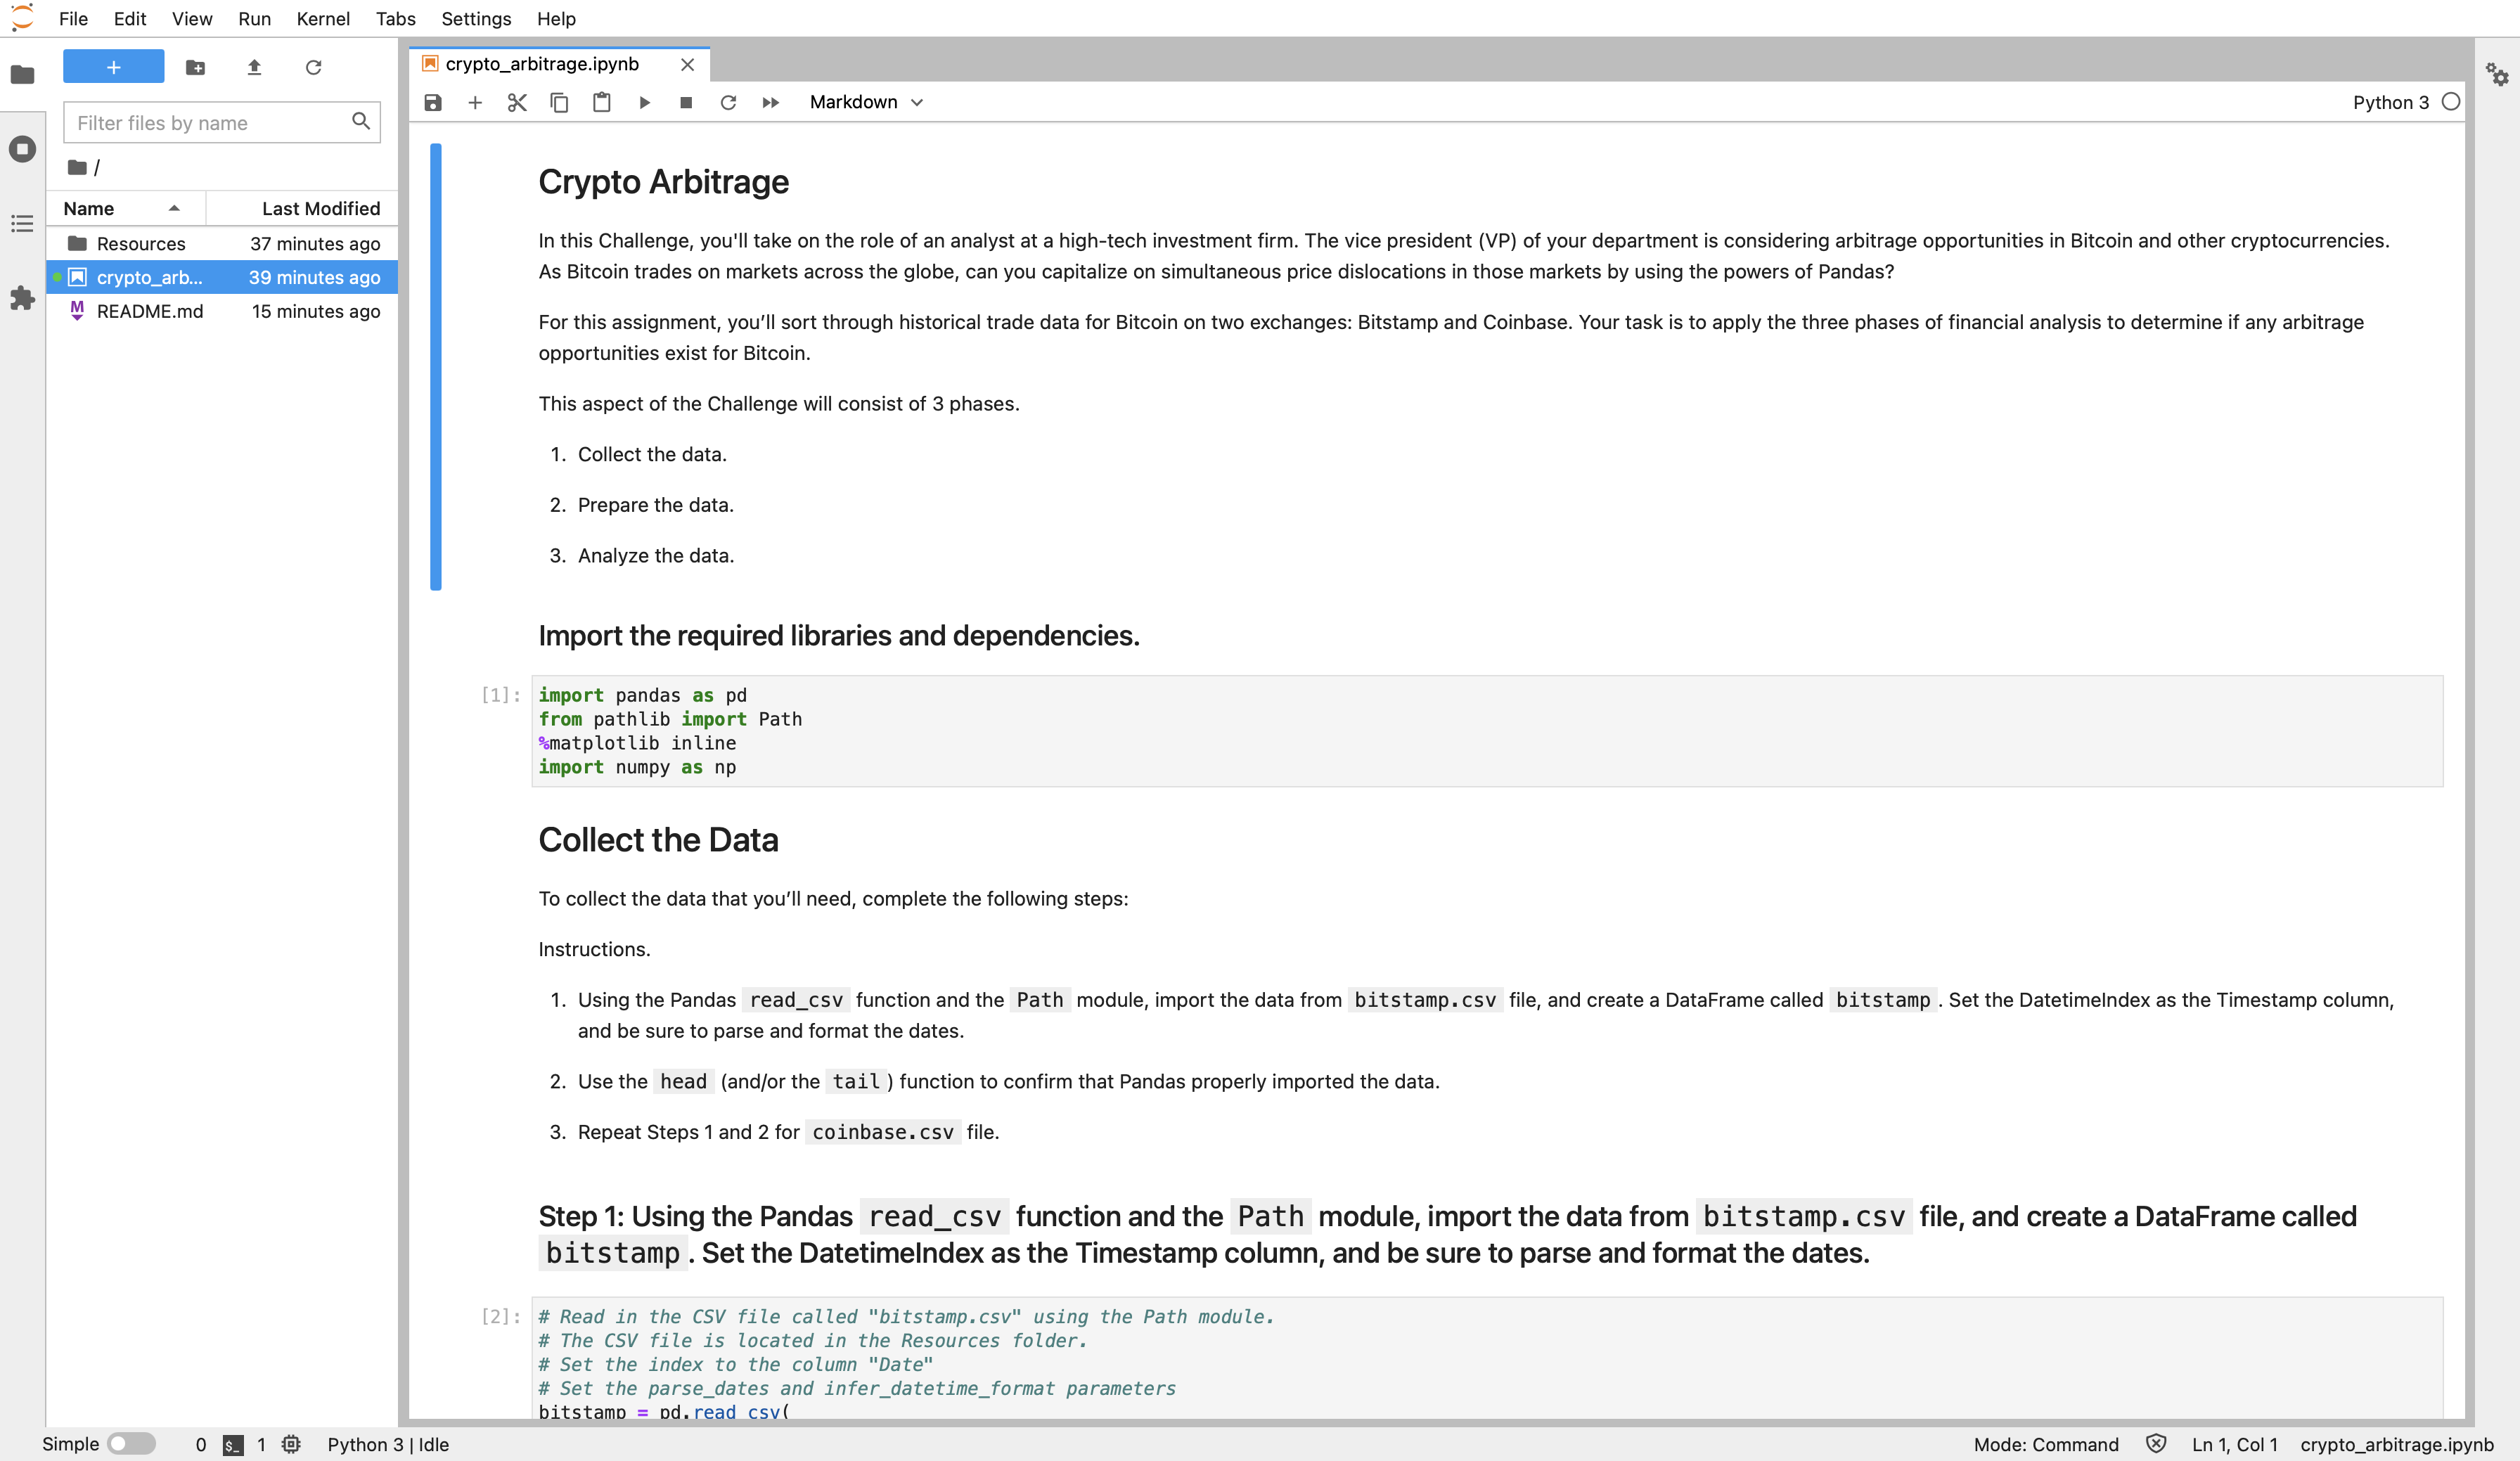 File Edit View Run Kernel Tabs Settings Help
+
Filter files by name
/
Name Last Modified
Resources 37 minutes ago
crypto_arb... 39 minutes ago
M README.md 15 minutes ago
crypto_arbitrage.ipynb
Markdown
Python 3
Crypto Arbitrage
In this Challenge, you'll take on the role of an analyst at a high-tech investment firm. The vice president (VP) of your department is considering arbitrage opportunities in Bitcoin and other cryptocurrencies.
As Bitcoin trades on markets across the globe, can you capitalize on simultaneous price dislocations in those markets by using the powers of Pandas?
For this assignment, you’ll sort through historical trade data for Bitcoin on two exchanges: Bitstamp and Coinbase. Your task is to apply the three phases of financial analysis to determine if any arbitrage
opportunities exist for Bitcoin.
This aspect of the Challenge will consist of 3 phases.
1. Collect the data.
2. Prepare the data.
3. Analyze the data.
Import the required libraries and dependencies.
[1]: import pandas as pd
from pathlib import Path
%matplotlib inline
import numpy as np
Collect the Data
To collect the data that you’ll need, complete the following steps:
Instructions.
1. Using the Pandas read_csv function and the Path module, import the data from bitstamp.csv file, and create a DataFrame called bitstamp . Set the DatetimeIndex as the Timestamp column,
and be sure to parse and format the dates.
2. Use the head (and/or the tail ) function to confirm that Pandas properly imported the data.
3. Repeat Steps 1 and 2 for coinbase.csv file.
Step 1: Using the Pandas read_csv function and the Path module, import the data from bitstamp.csv file, and create a DataFrame called
bitstamp . Set the DatetimeIndex as the Timestamp column, and be sure to parse and format the dates.
[2]: # Read in the CSV file called "bitstamp.csv" using the Path module.
# The CSV file is located in the Resources folder.
# Set the index to the column "Date"
# Set the parse_dates and infer_datetime_format parameters
bitstamp = pd.read_csv(
Simple 0 $_ 1 Python 3 | Idle Mode: Command Ln 1, Col 1 crypto_arbitrage.ipynb